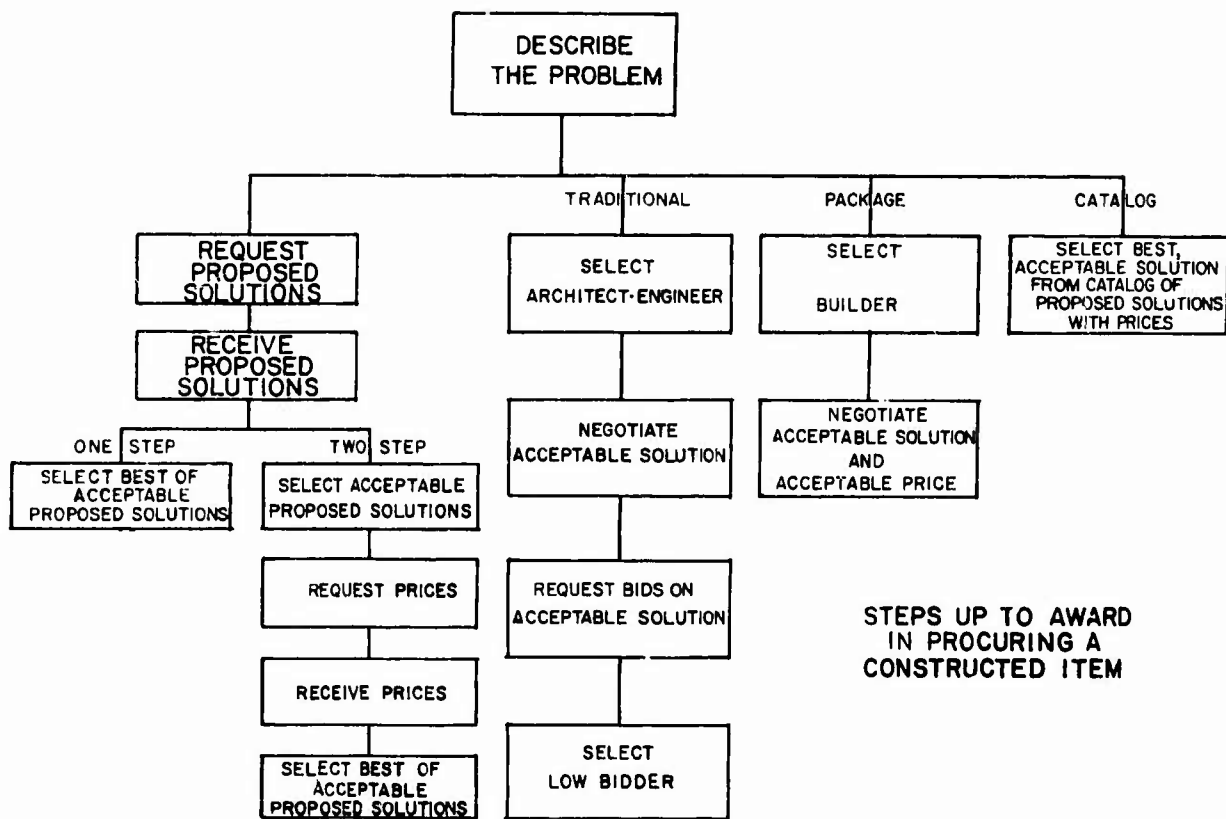 DESCRIBE
THE PROBLEM
TRADITIONAL
PACKAGE
CATALOG
REQUEST
PROPOSED
SOLUTIONS
RECEIVE
PROPOSED
SOLUTIONS
ONE STEP
TWO STEP
SELECT BEST OF
ACCEPTABLE
PROPOSED SOLUTIONS
SELECT ACCEPTABLE
PROPOSED SOLUTIONS
REQUEST PRICES
RECEIVE PRICES
SELECT BEST OF
ACCEPTABLE
PROPOSED SOLUTIONS
SELECT
ARCHITECT-ENGINEER
NEGOTIATE
ACCEPTABLE SOLUTION
REQUEST BIDS ON
ACCEPTABLE SOLUTION
SELECT
LOW BIDDER
SELECT
BUILDER
NEGOTIATE
ACCEPTABLE SOLUTION
AND
ACCEPTABLE PRICE
SELECT BEST,
ACCEPTABLE SOLUTION
FROM CATALOG OF
PROPOSED SOLUTIONS
WITH PRICES
STEPS UP TO AWARD
IN PROCURING A
CONSTRUCTED ITEM